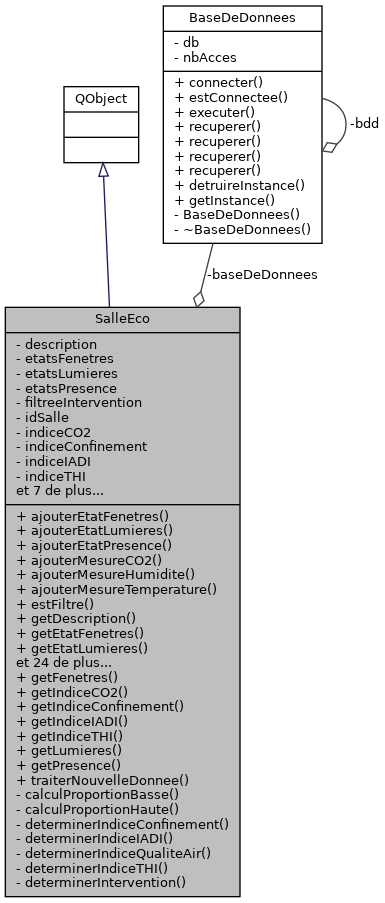 BaseDeDonnees
- db
- nbAcces
+ connecter()
+ estConnectee()
+ executer()
+ recuperer()
+ recuperer()
+ recuperer()
+ recuperer()
+ detruireInstance()
+ getInstance()
- BaseDeDonnees()
- ~BaseDeDonnees()
-bdd
QObject
-baseDeDonnees
SalleEco
- description
- etatsFenetres
- etatsLumieres
- etatsPresence
- filtreeIntervention
- idSalle
- indiceCO2
- indiceConfinement
- indiceIADI
- indiceTHI
et 7 de plus...
+ ajouterEtatFenetres()
+ ajouterEtatLumieres()
+ ajouterEtatPresence()
+ ajouterMesureCO2()
+ ajouterMesureHumidite()
+ ajouterMesureTemperature()
+ estFiltre()
+ getDescription()
+ getEtatFenetres()
+ getEtatLumieres()
et 24 de plus...
+ getFenetres()
+ getIndiceCO2()
+ getIndiceConfinement()
+ getIndiceIADI()
+ getIndiceTHI()
+ getLumieres()
+ getPresence()
+ traiterNouvelleDonnee()
- calculProportionBasse()
- calculProportionHaute()
- determinerIndiceConfinement()
- determinerIndiceIADI()
- determinerIndiceQualiteAir()
- determinerIndiceTHI()
- determinerIntervention()